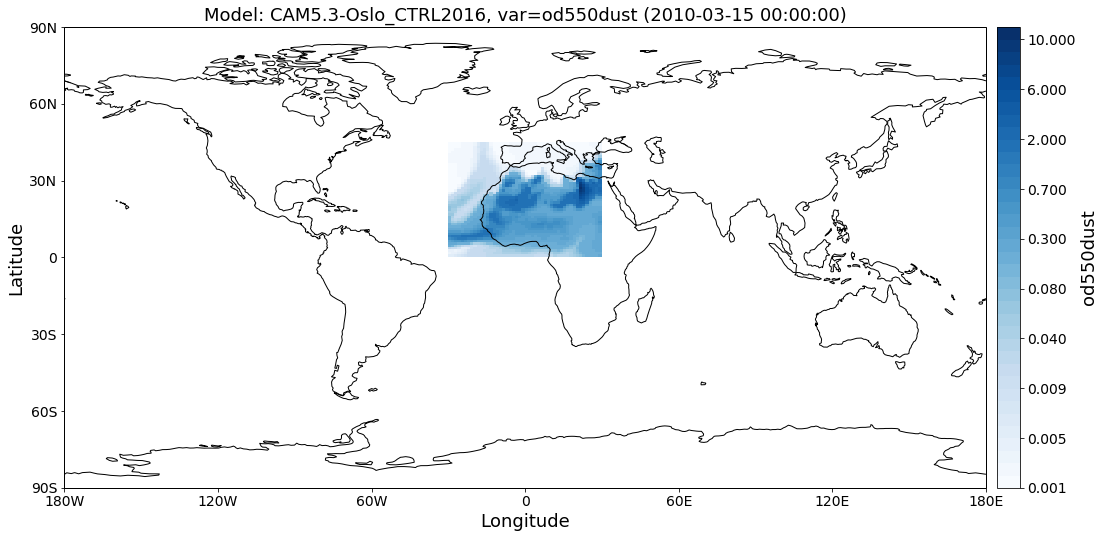 Model: CAM5.3-Oslo_CTRL2016, var=od550dust (2010-03-15 00:00:00)
90N
60N
30N
0
30S
60S
90S
Latitude
180W 120W 60W 0 60E 120E 180E
Longitude
10.000
6.000
2.000
0.700
0.300
0.080
0.040
0.009
0.005
0.001
od550dust